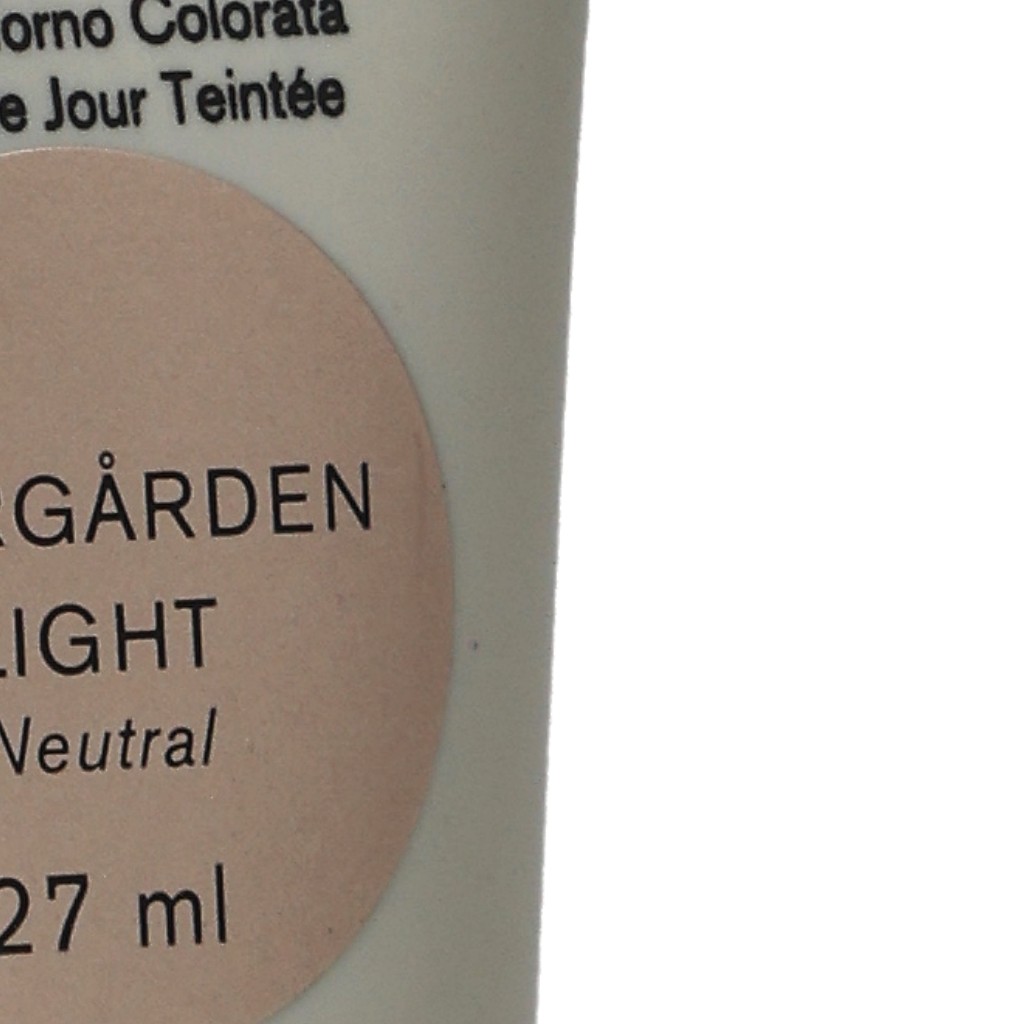 orno Colorata
e Jour Teintée
RGÅRDEN
LIGHT
Neutral
27 ml